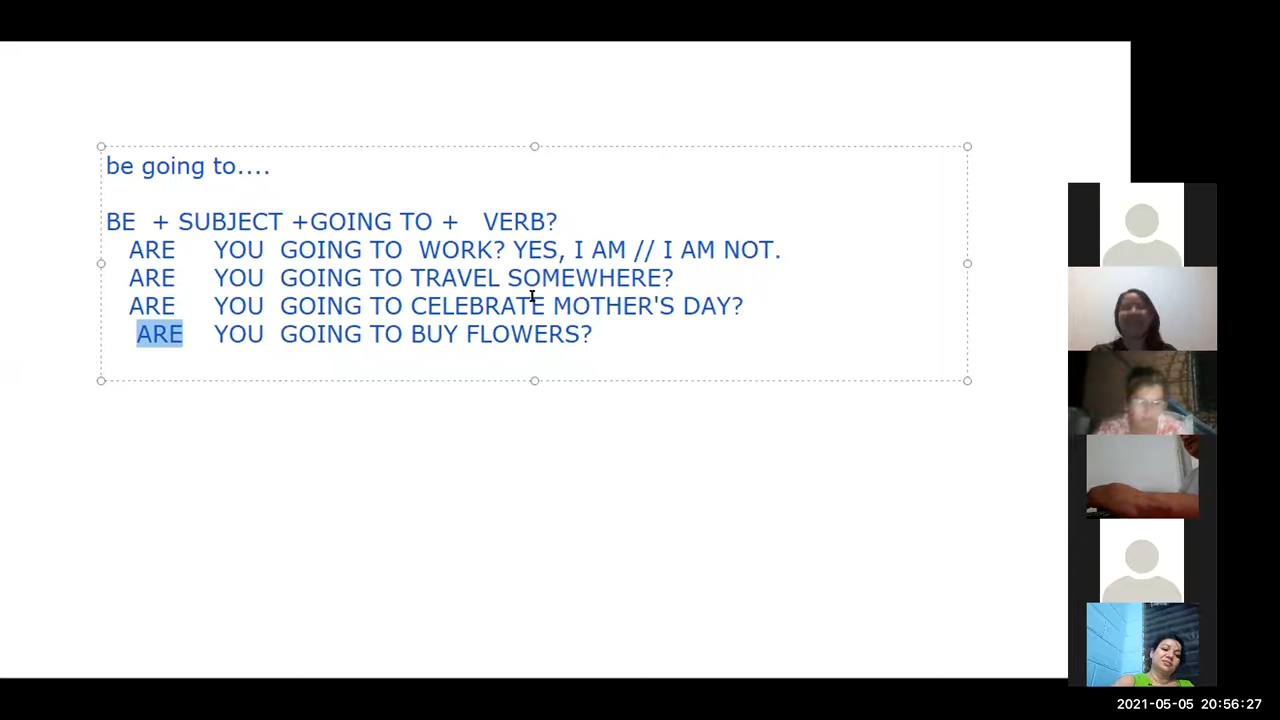 be going to....
BE + SUBJECT +GOING TO + VERB?
ARE YOU GOING TO WORK? YES, I AM // I AM NOT.
ARE YOU GOING TO TRAVEL SOMEWHERE?
ARE YOU GOING TO CELEBRATE MOTHER'S DAY?
ARE YOU GOING TO BUY FLOWERS?
2021-05-05 20:56:27